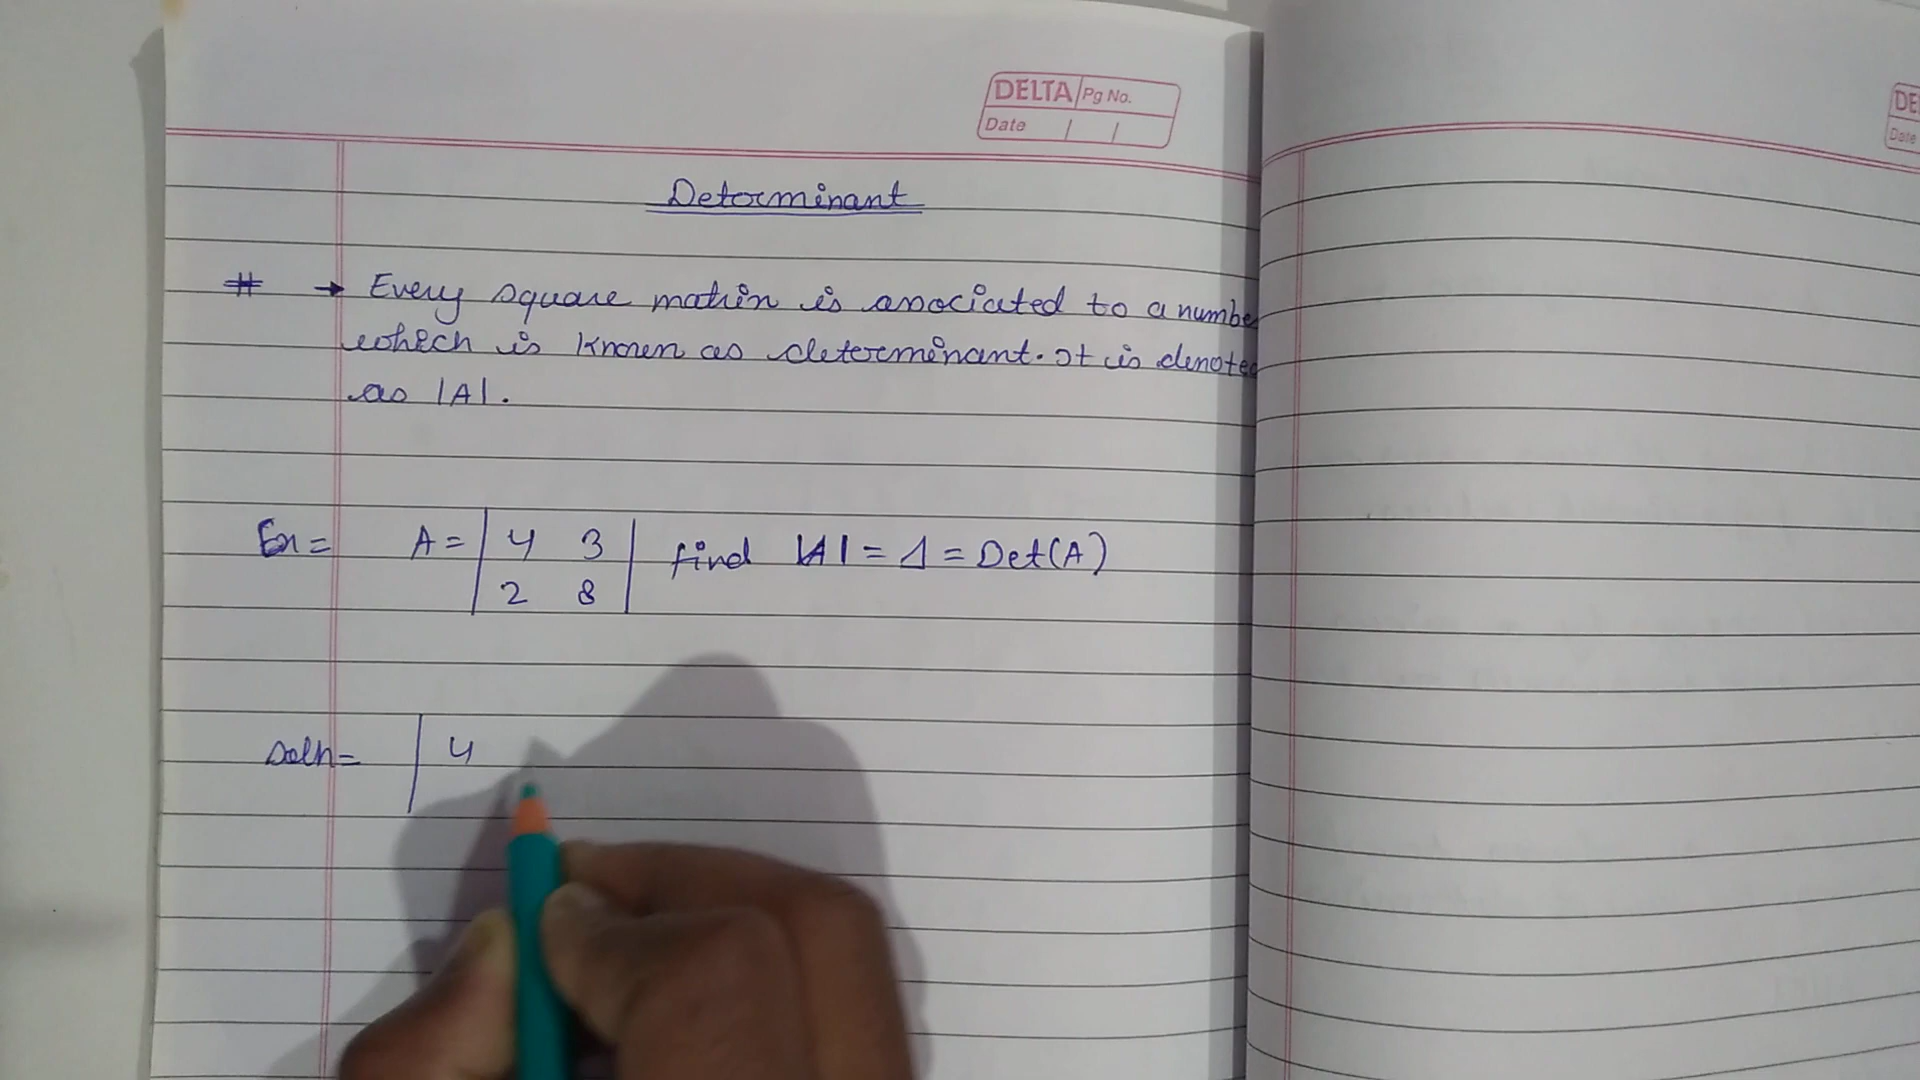 DELTA Pg No.
Date / /
DE
Date
Determinant
# → Every square matrix is associated to a numbe
which is known as determinant. It is denoted
as |A|.
Ex= A= | 4 3 | find |A| = Δ = Det(A)
2 8
Soln= | 4